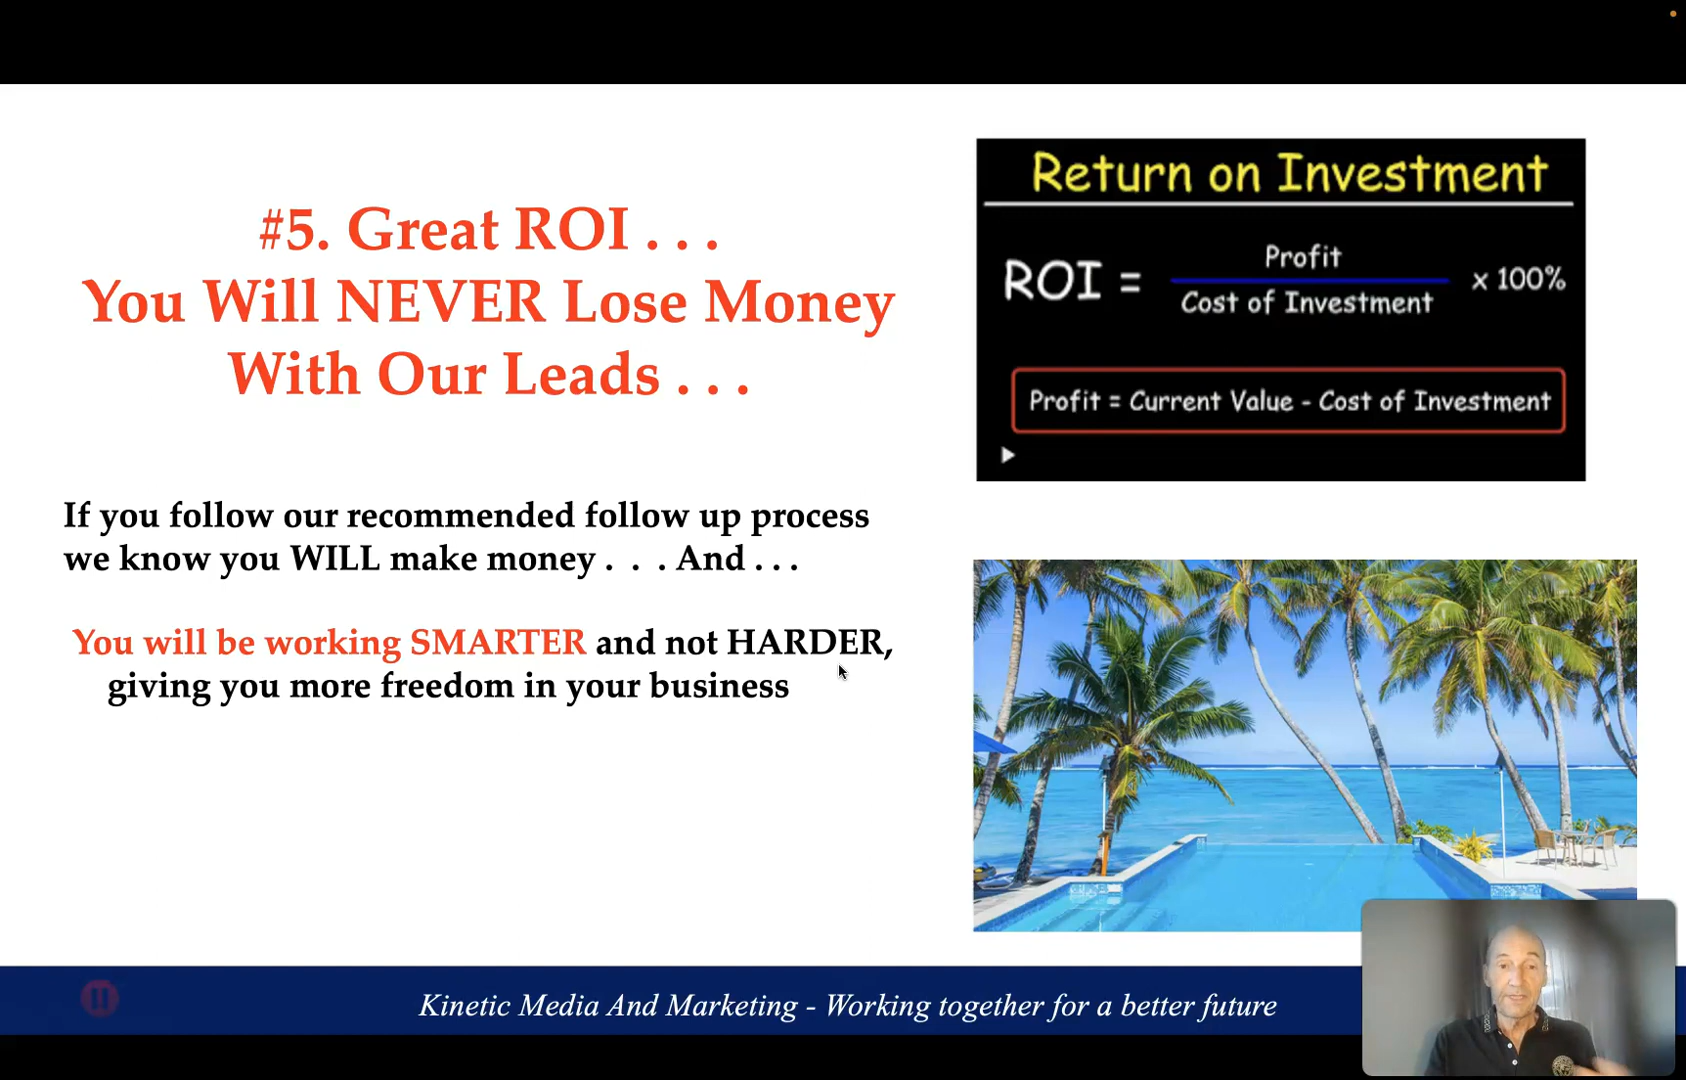 #5. Great ROI . . .
You Will NEVER Lose Money
With Our Leads . . .
If you follow our recommended follow up process
we know you WILL make money . . . And . . .
You will be working SMARTER and not HARDER,
giving you more freedom in your business
Return on Investment
ROI = Profit / Cost of Investment x 100%
Profit = Current Value - Cost of Investment
Kinetic Media And Marketing - Working together for a better future